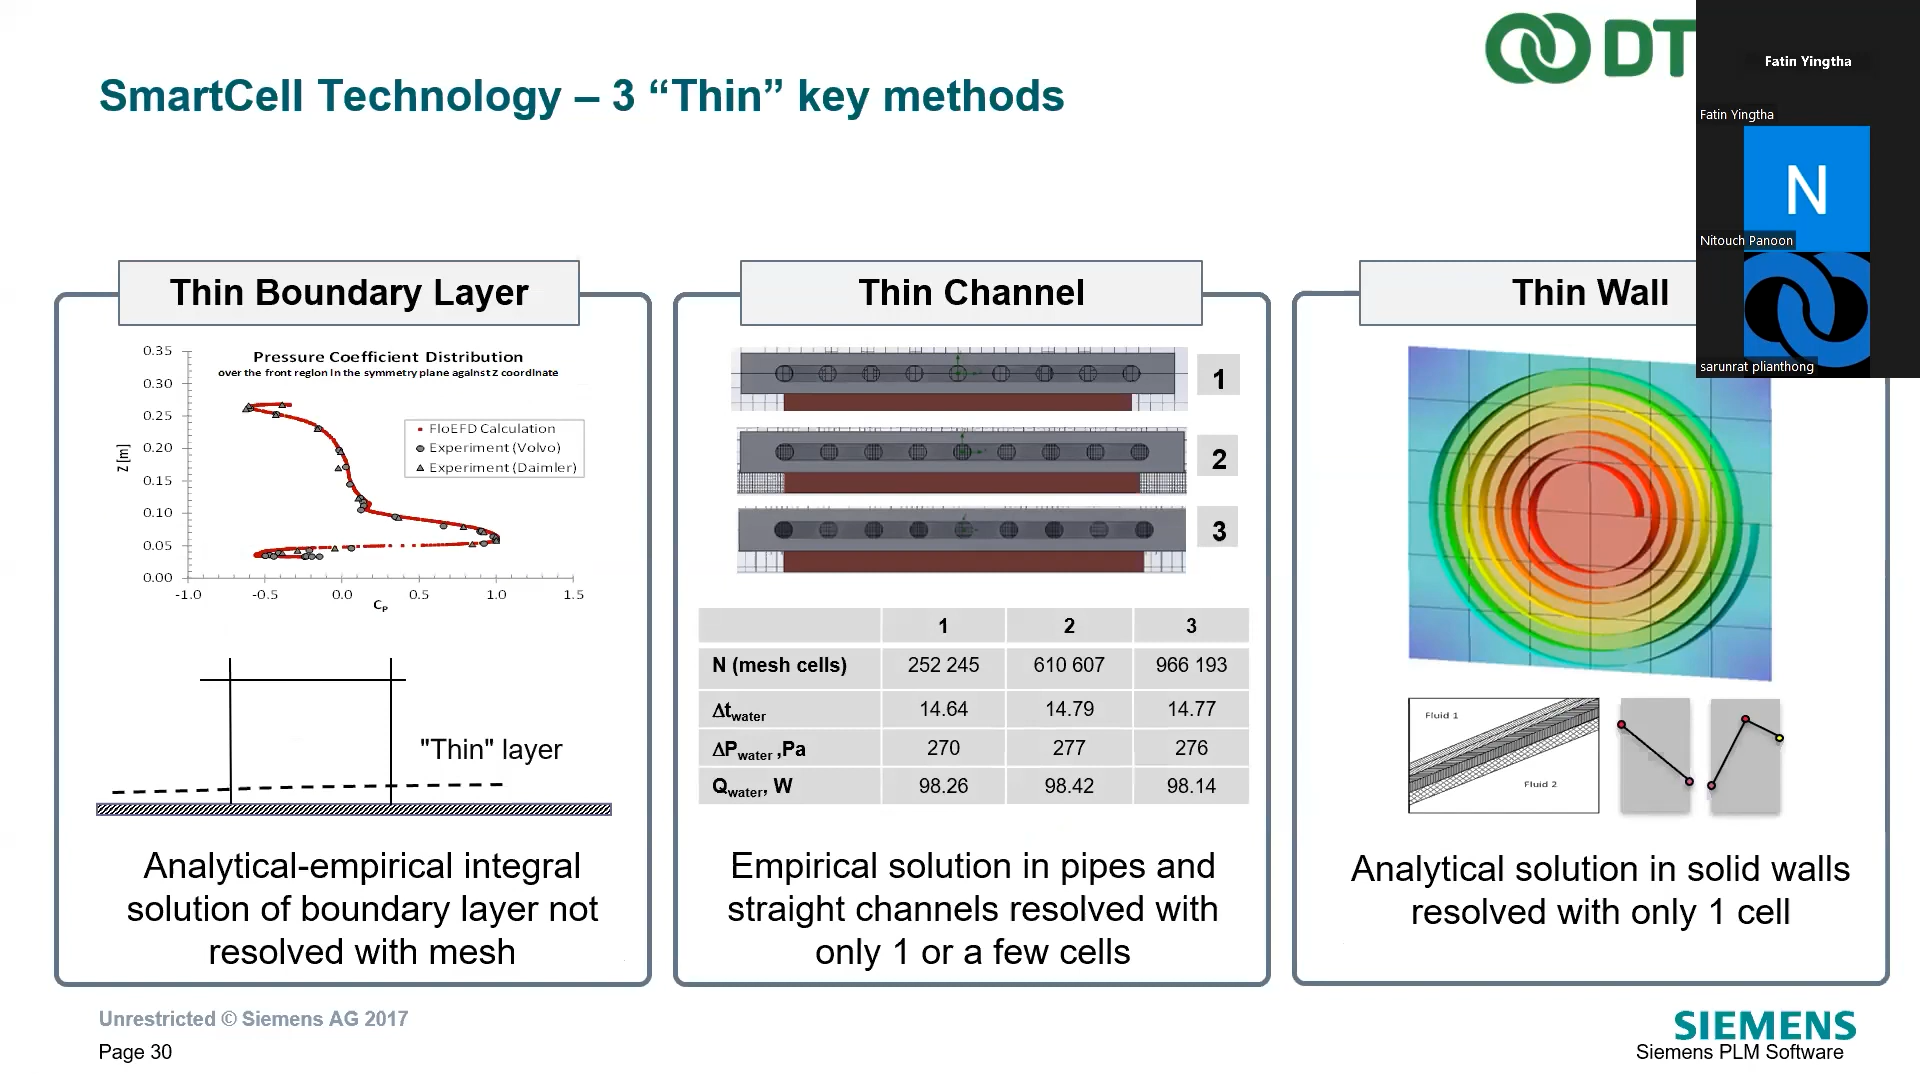 SmartCell Technology – 3 “Thin” key methods
DT
Fatin Yingtha
Fatin Yingtha
N
Nitouch Panoon
sarunrat plianthong
Thin Boundary Layer
Pressure Coefficient Distribution
over the front region in the symmetry plane against Z coordinate
0.35
0.30
0.25
0.20
0.15
0.10
0.05
0.00
Z [m]
-1.0 -0.5 0.0 0.5 1.0 1.5
CP
FloEFD Calculation
Experiment (Volvo)
Experiment (Daimler)
"Thin" layer
Analytical-empirical integral
solution of boundary layer not
resolved with mesh
Thin Channel
1
2
3
1 2 3
N (mesh cells) 252 245 610 607 966 193
Δtwater 14.64 14.79 14.77
ΔPwater ,Pa 270 277 276
Qwater, W 98.26 98.42 98.14
Empirical solution in pipes and
straight channels resolved with
only 1 or a few cells
Thin Wall
Fluid 1
Fluid 2
Analytical solution in solid walls
resolved with only 1 cell
Unrestricted © Siemens AG 2017
Page 30
SIEMENS
Siemens PLM Software